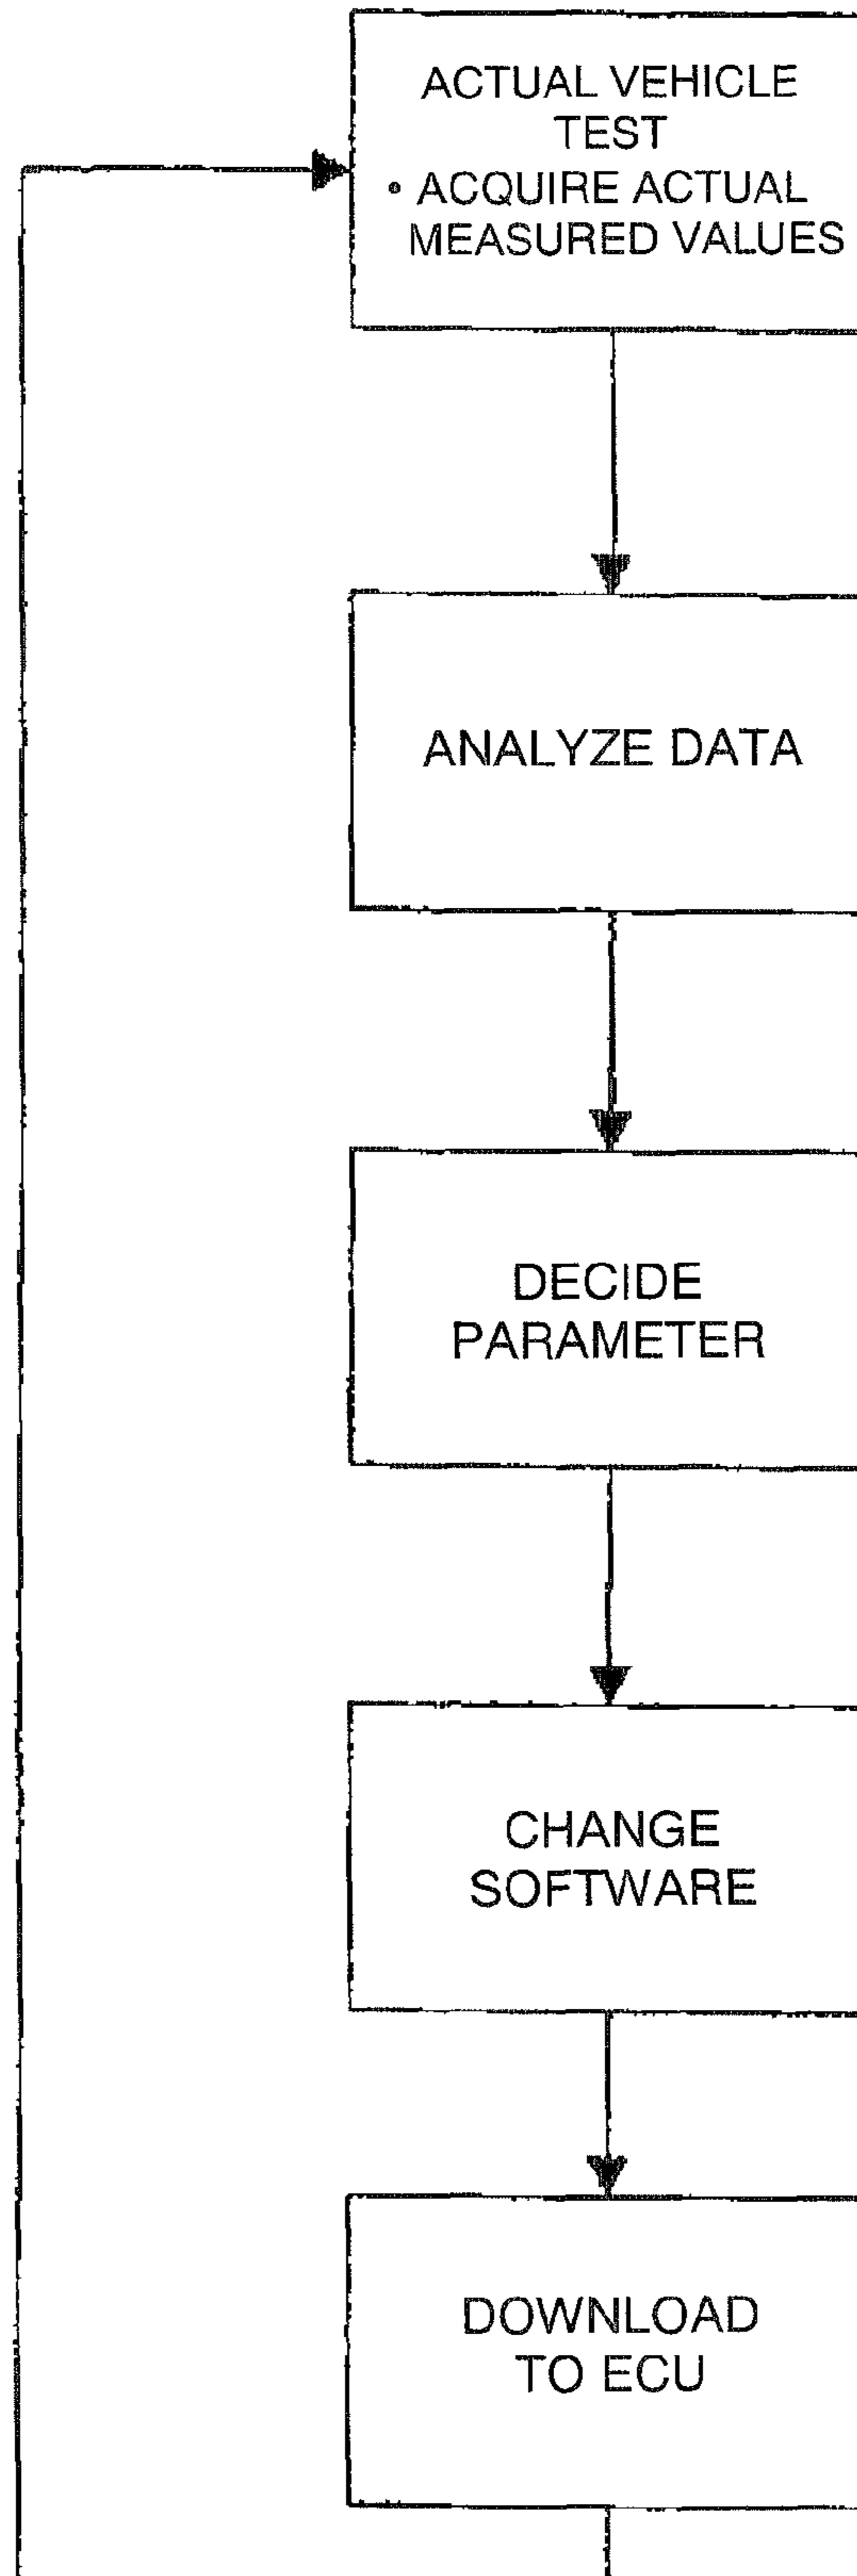 ACTUAL VEHICLE
TEST
• ACQUIRE ACTUAL
MEASURED VALUES
ANALYZE DATA
DECIDE
PARAMETER
CHANGE
SOFTWARE
DOWNLOAD
TO ECU